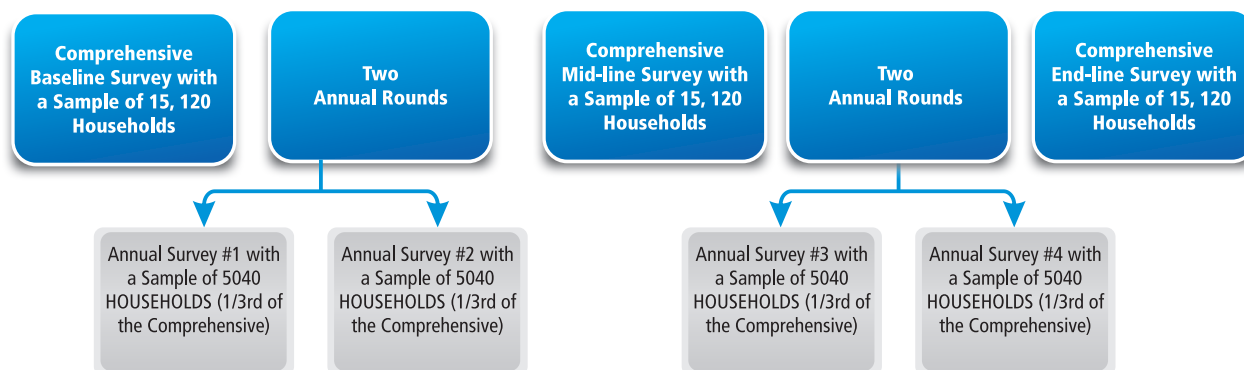 Comprehensive
Baseline Survey with
a Sample of 15, 120
Households
Two
Annual Rounds
Comprehensive
Mid-line Survey with
a Sample of 15, 120
Households
Two
Annual Rounds
Comprehensive
End-line Survey with
a Sample of 15, 120
Households
Annual Survey #1 with
a Sample of 5040
HOUSEHOLDS (1/3rd of
the Comprehensive)
Annual Survey #2 with
a Sample of 5040
HOUSEHOLDS (1/3rd of
the Comprehensive)
Annual Survey #3 with
a Sample of 5040
HOUSEHOLDS (1/3rd of
the Comprehensive)
Annual Survey #4 with
a Sample of 5040
HOUSEHOLDS (1/3rd of
the Comprehensive)